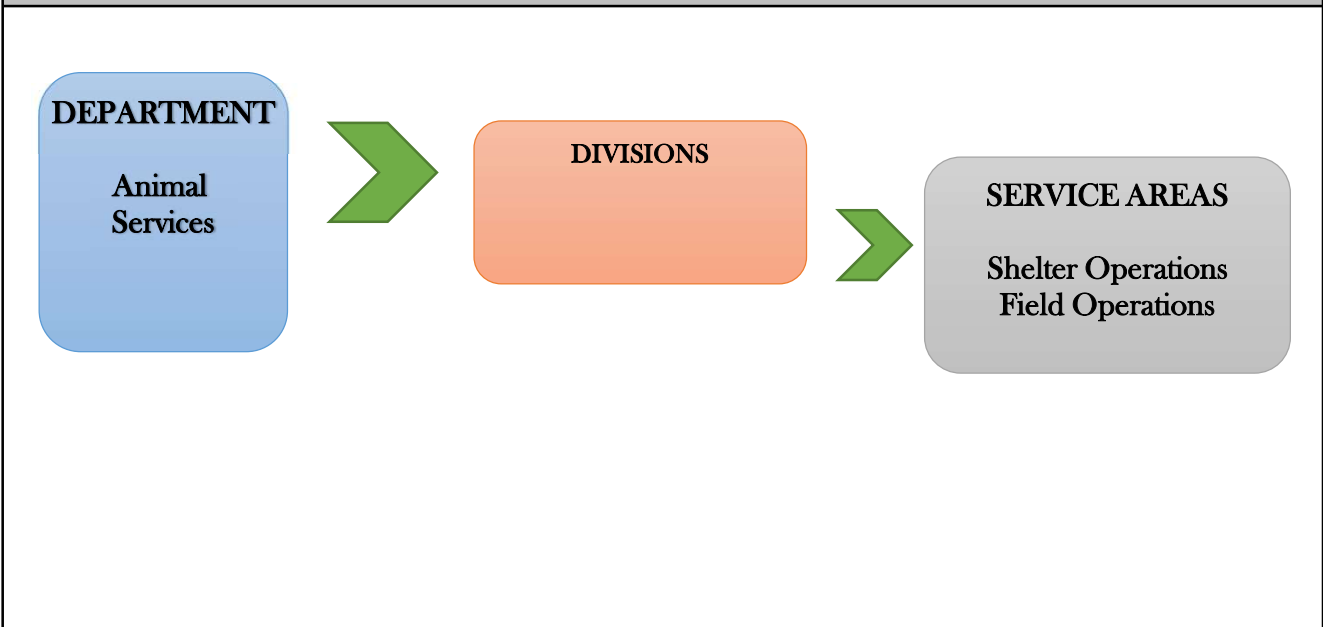 DEPARTMENT
Animal
Services
DIVISIONS
SERVICE AREAS
Shelter Operations
Field Operations